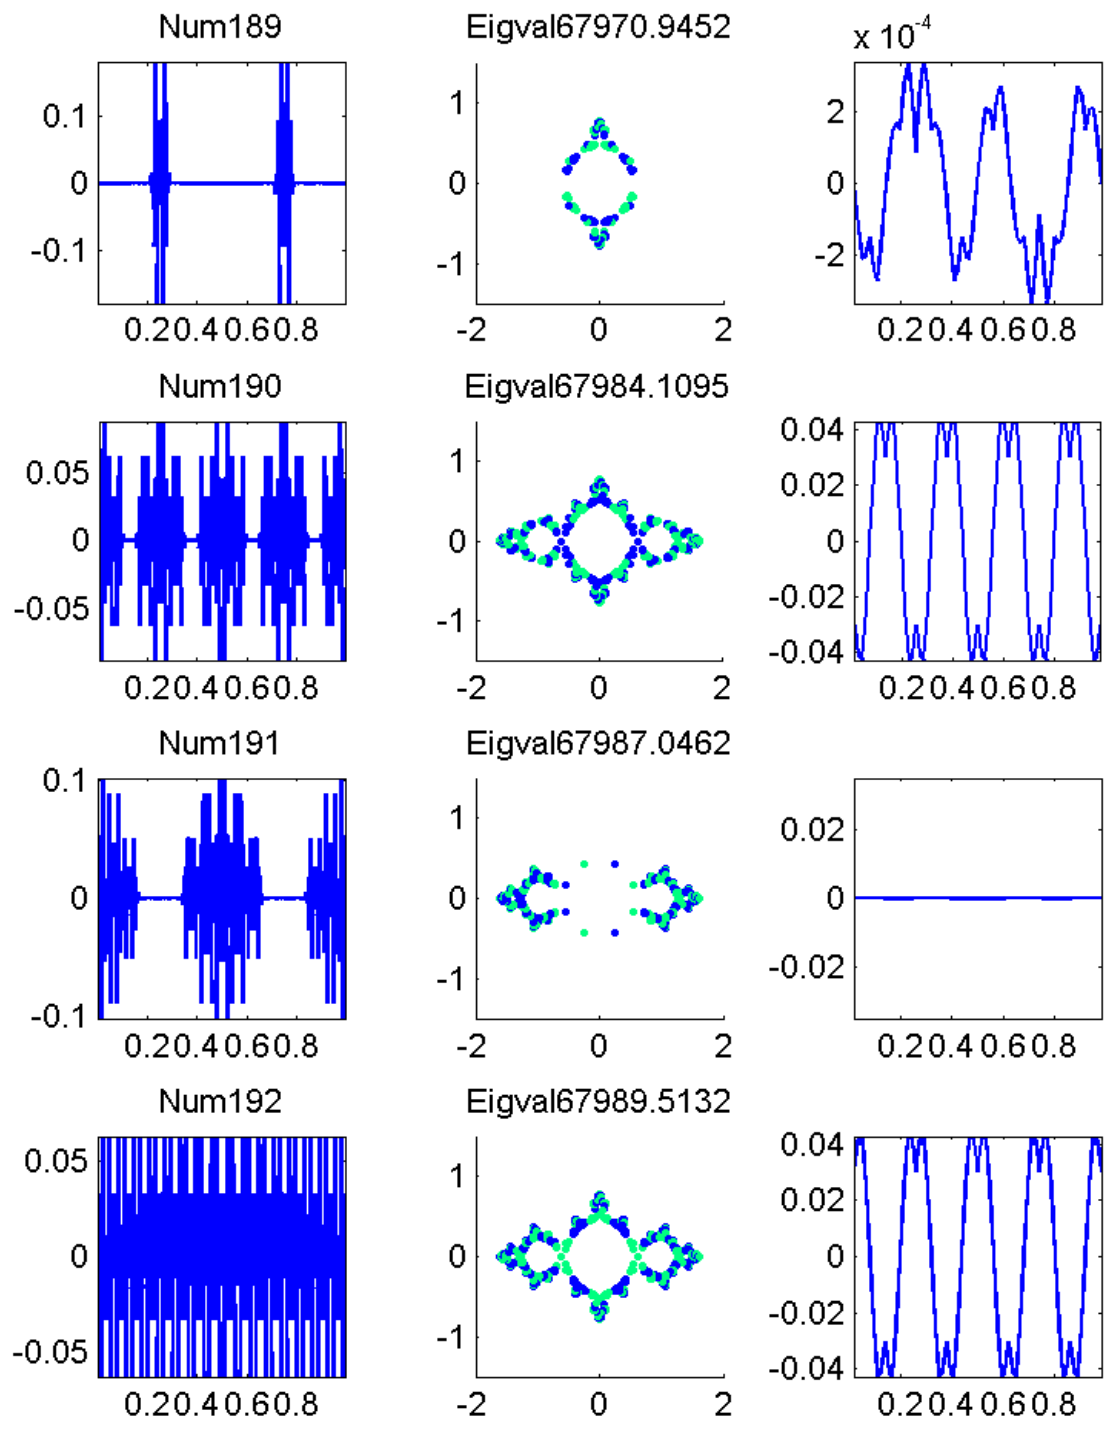 Num189 Eigval67970.9452 x 10^-4
0.1 1 2
0 0 0
-0.1 -1 -2
0.20.40.60.8 -2 0 2 0.20.40.60.8
Num190 Eigval67984.1095
0.05 1 0.04
0.02
0 0 0
-0.05 -1 -0.02
-0.04
0.20.40.60.8 -2 0 2 0.20.40.60.8
Num191 Eigval67987.0462
0.1 1 0.02
0 0 0
-0.1 -1 -0.02
0.20.40.60.8 -2 0 2 0.20.40.60.8
Num192 Eigval67989.5132
0.05 1 0.04
0.02
0 0 0
-0.05 -1 -0.02
-0.04
0.20.40.60.8 -2 0 2 0.20.40.60.8